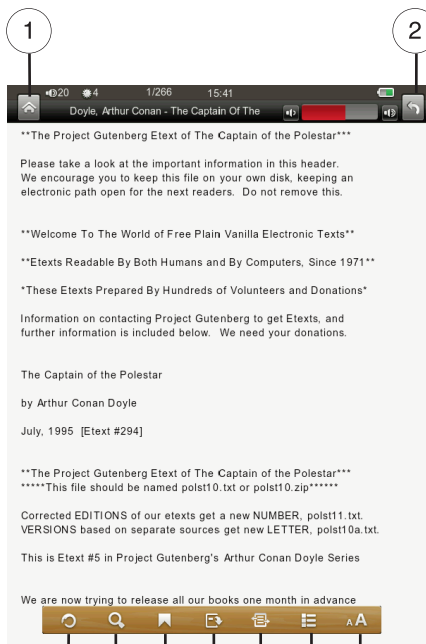 1
2
20 4 1/266 15:41
Doyle, Arthur Conan - The Captain Of The
**The Project Gutenberg Etext of The Captain of the Polestar***
Please take a look at the important information in this header.
We encourage you to keep this file on your own disk, keeping an
electronic path open for the next readers. Do not remove this.
**Welcome To The World of Free Plain Vanilla Electronic Texts**
**Etexts Readable By Both Humans and By Computers, Since 1971**
*These Etexts Prepared By Hundreds of Volunteers and Donations*
Information on contacting Project Gutenberg to get Etexts, and
further information is included below. We need your donations.
The Captain of the Polestar
by Arthur Conan Doyle
July, 1995 [Etext #294]
**The Project Gutenberg Etext of The Captain of the Polestar***
*****This file should be named polst10.txt or polst10.zip******
Corrected EDITIONS of our etexts get a new NUMBER, polst11.txt.
VERSIONS based on separate sources get new LETTER, polst10a.txt.
This is Etext #5 in Project Gutenberg's Arthur Conan Doyle Series
We are now trying to release all our books one month in advance
AA